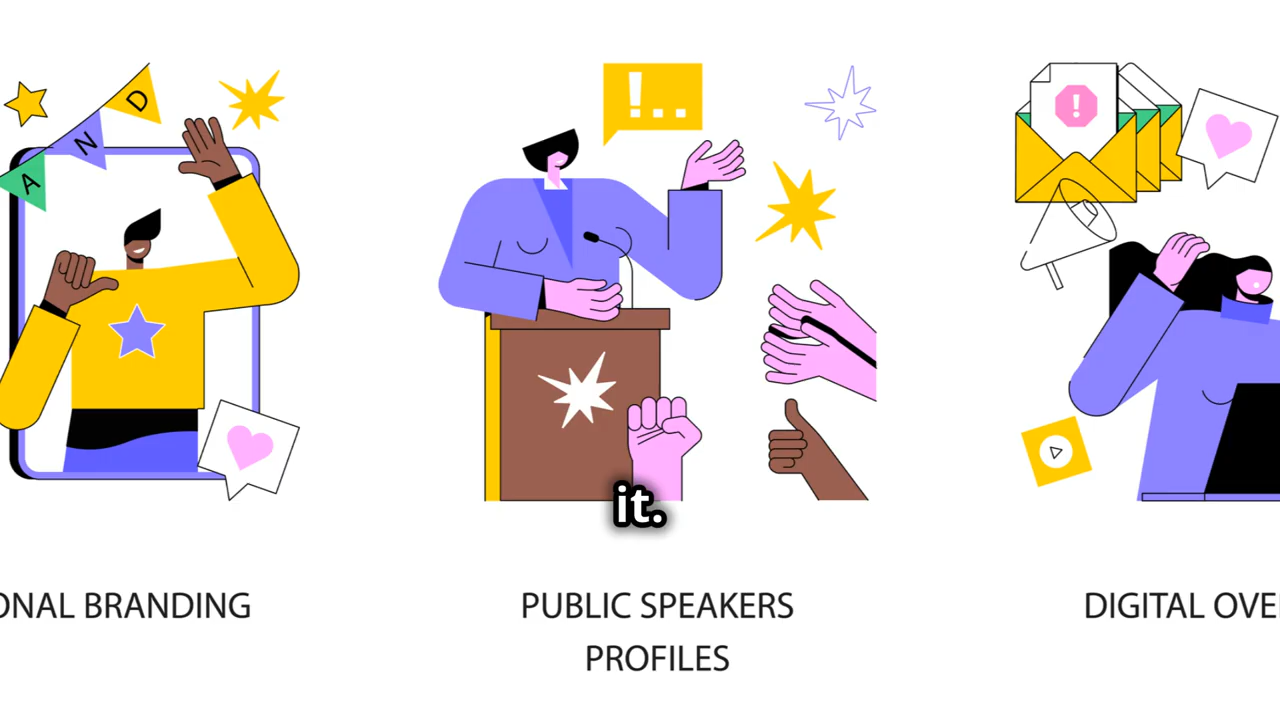 A N D
!..
!
it.
ONAL BRANDING
PUBLIC SPEAKERS
PROFILES
DIGITAL OVE